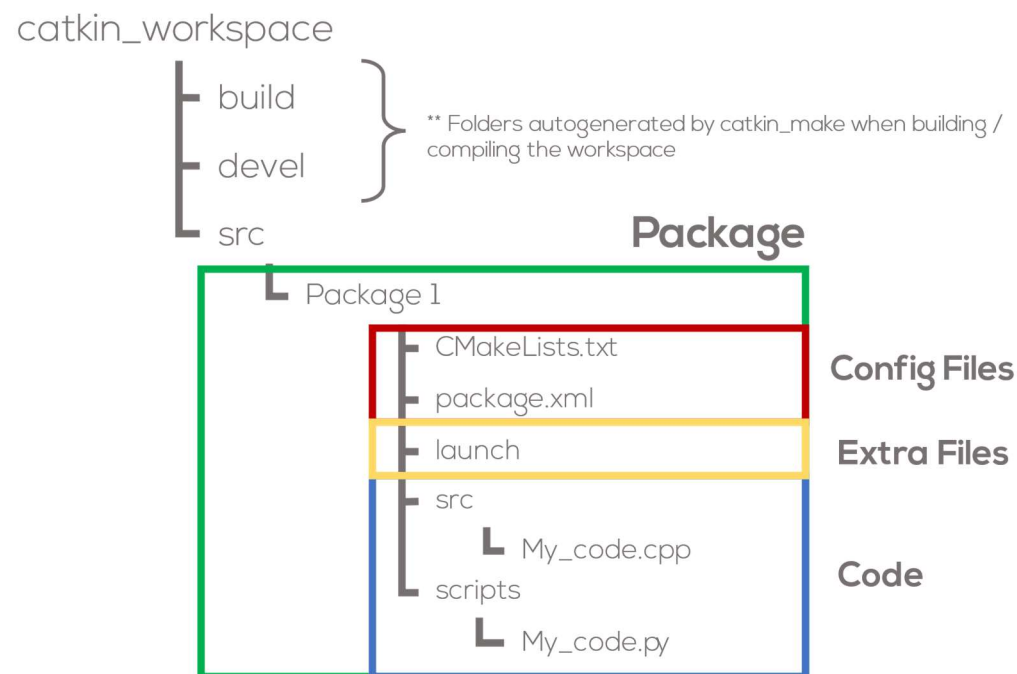 catkin_workspace
build
** Folders autogenerated by catkin_make when building /
compiling the workspace
devel
src
Package
Package 1
CMakeLists.txt
Config Files
package.xml
launch
Extra Files
src
My_code.cpp
Code
scripts
My_code.py